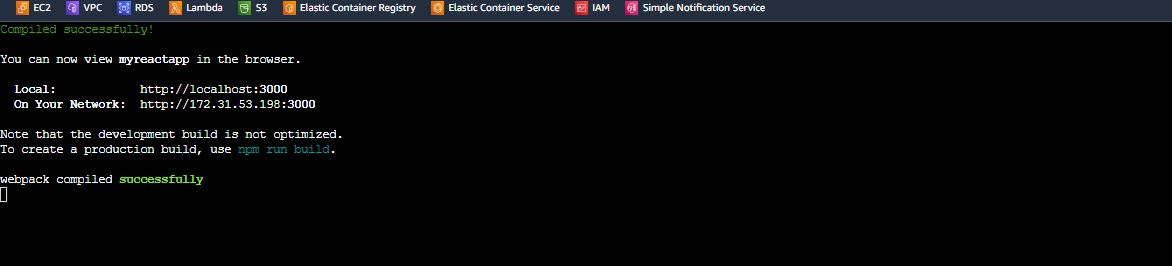 EC2 VPC RDS Lambda S3 Elastic Container Registry Elastic Container Service IAM Simple Notification Service
Compiled successfully!
You can now view myreactapp in the browser.
Local: http://localhost:3000
On Your Network: http://172.31.53.198:3000
Note that the development build is not optimized.
To create a production build, use npm run build.
webpack compiled successfully